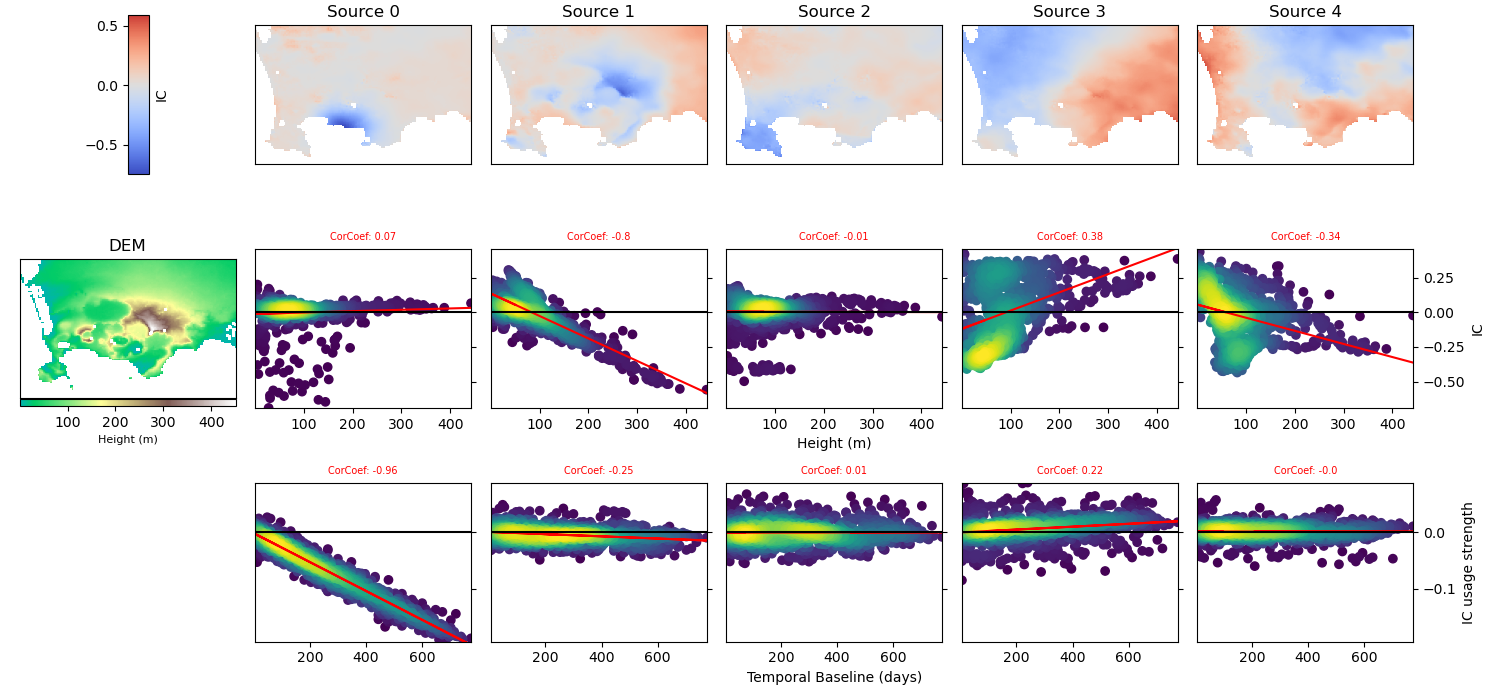 Source 0
Source 1
Source 2
Source 3
Source 4
0.5
0.0
−0.5
IC
DEM
100
200
300
400
Height (m)
CorCoef: 0.07
CorCoef: -0.8
CorCoef: -0.01
CorCoef: 0.38
CorCoef: -0.34
0.25
0.00
−0.25
−0.50
IC
0
100
200
300
400
100
200
300
400
100
200
300
400
100
200
300
400
100
200
300
400
Height (m)
CorCoef: -0.96
CorCoef: -0.25
CorCoef: 0.01
CorCoef: 0.22
CorCoef: -0.0
0.0
−0.1
IC usage strength
200
400
600
200
400
600
200
400
600
200
400
600
200
400
600
Temporal Baseline (days)